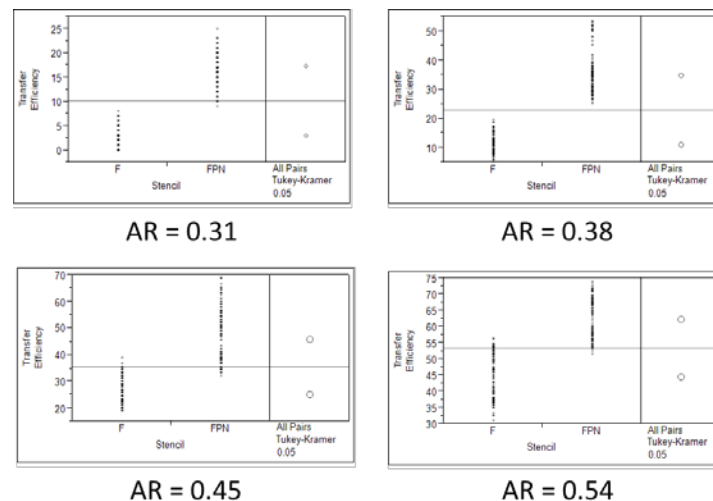 25
20
15
10
5
0
Transfer
Efficiency
F
FPN
Stencil
All Pairs
Tukey-Kramer
0.05
AR = 0.31
50
40
30
20
10
Transfer
Efficiency
F
FPN
Stencil
All Pairs
Tukey-Kramer
0.05
AR = 0.38
70
60
50
40
30
20
Transfer
Efficiency
F
FPN
Stencil
All Pairs
Tukey-Kramer
0.05
AR = 0.45
75
70
65
60
55
50
45
40
35
30
Transfer
Efficiency
F
FPN
Stencil
All Pairs
Tukey-Kramer
0.05
AR = 0.54